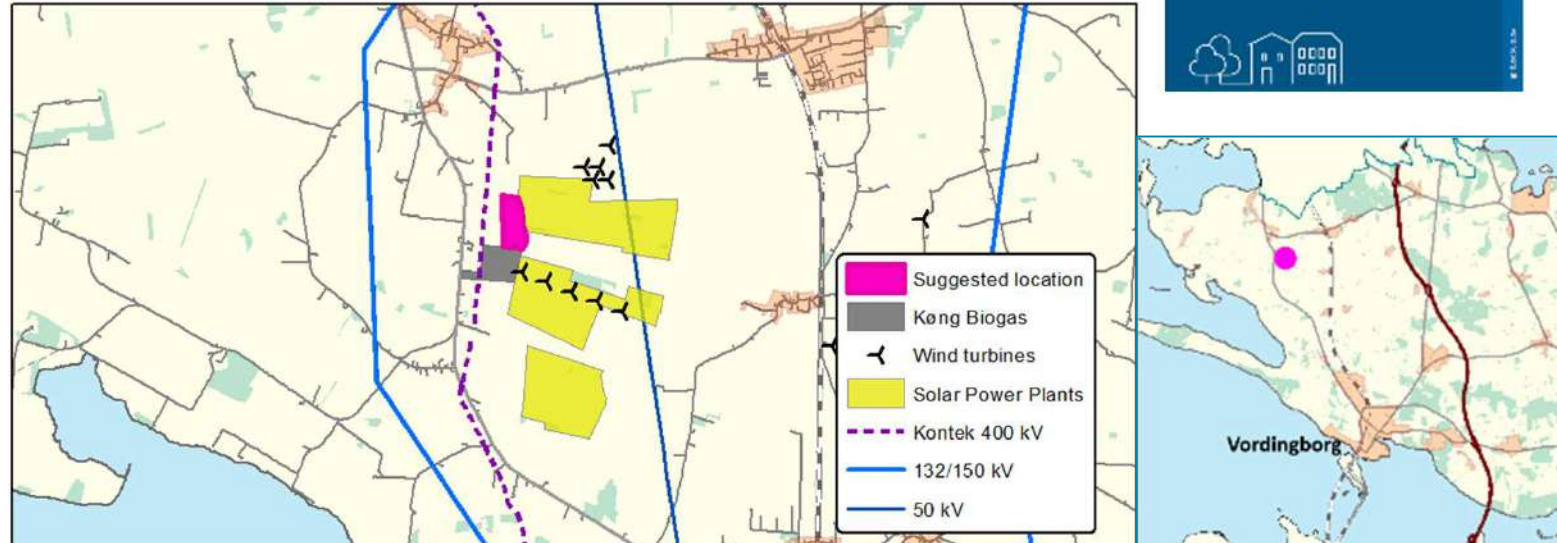 Suggested location
Køng Biogas
Wind turbines
Solar Power Plants
Kontek 400 kV
132/150 kV
50 kV
Vordingborg